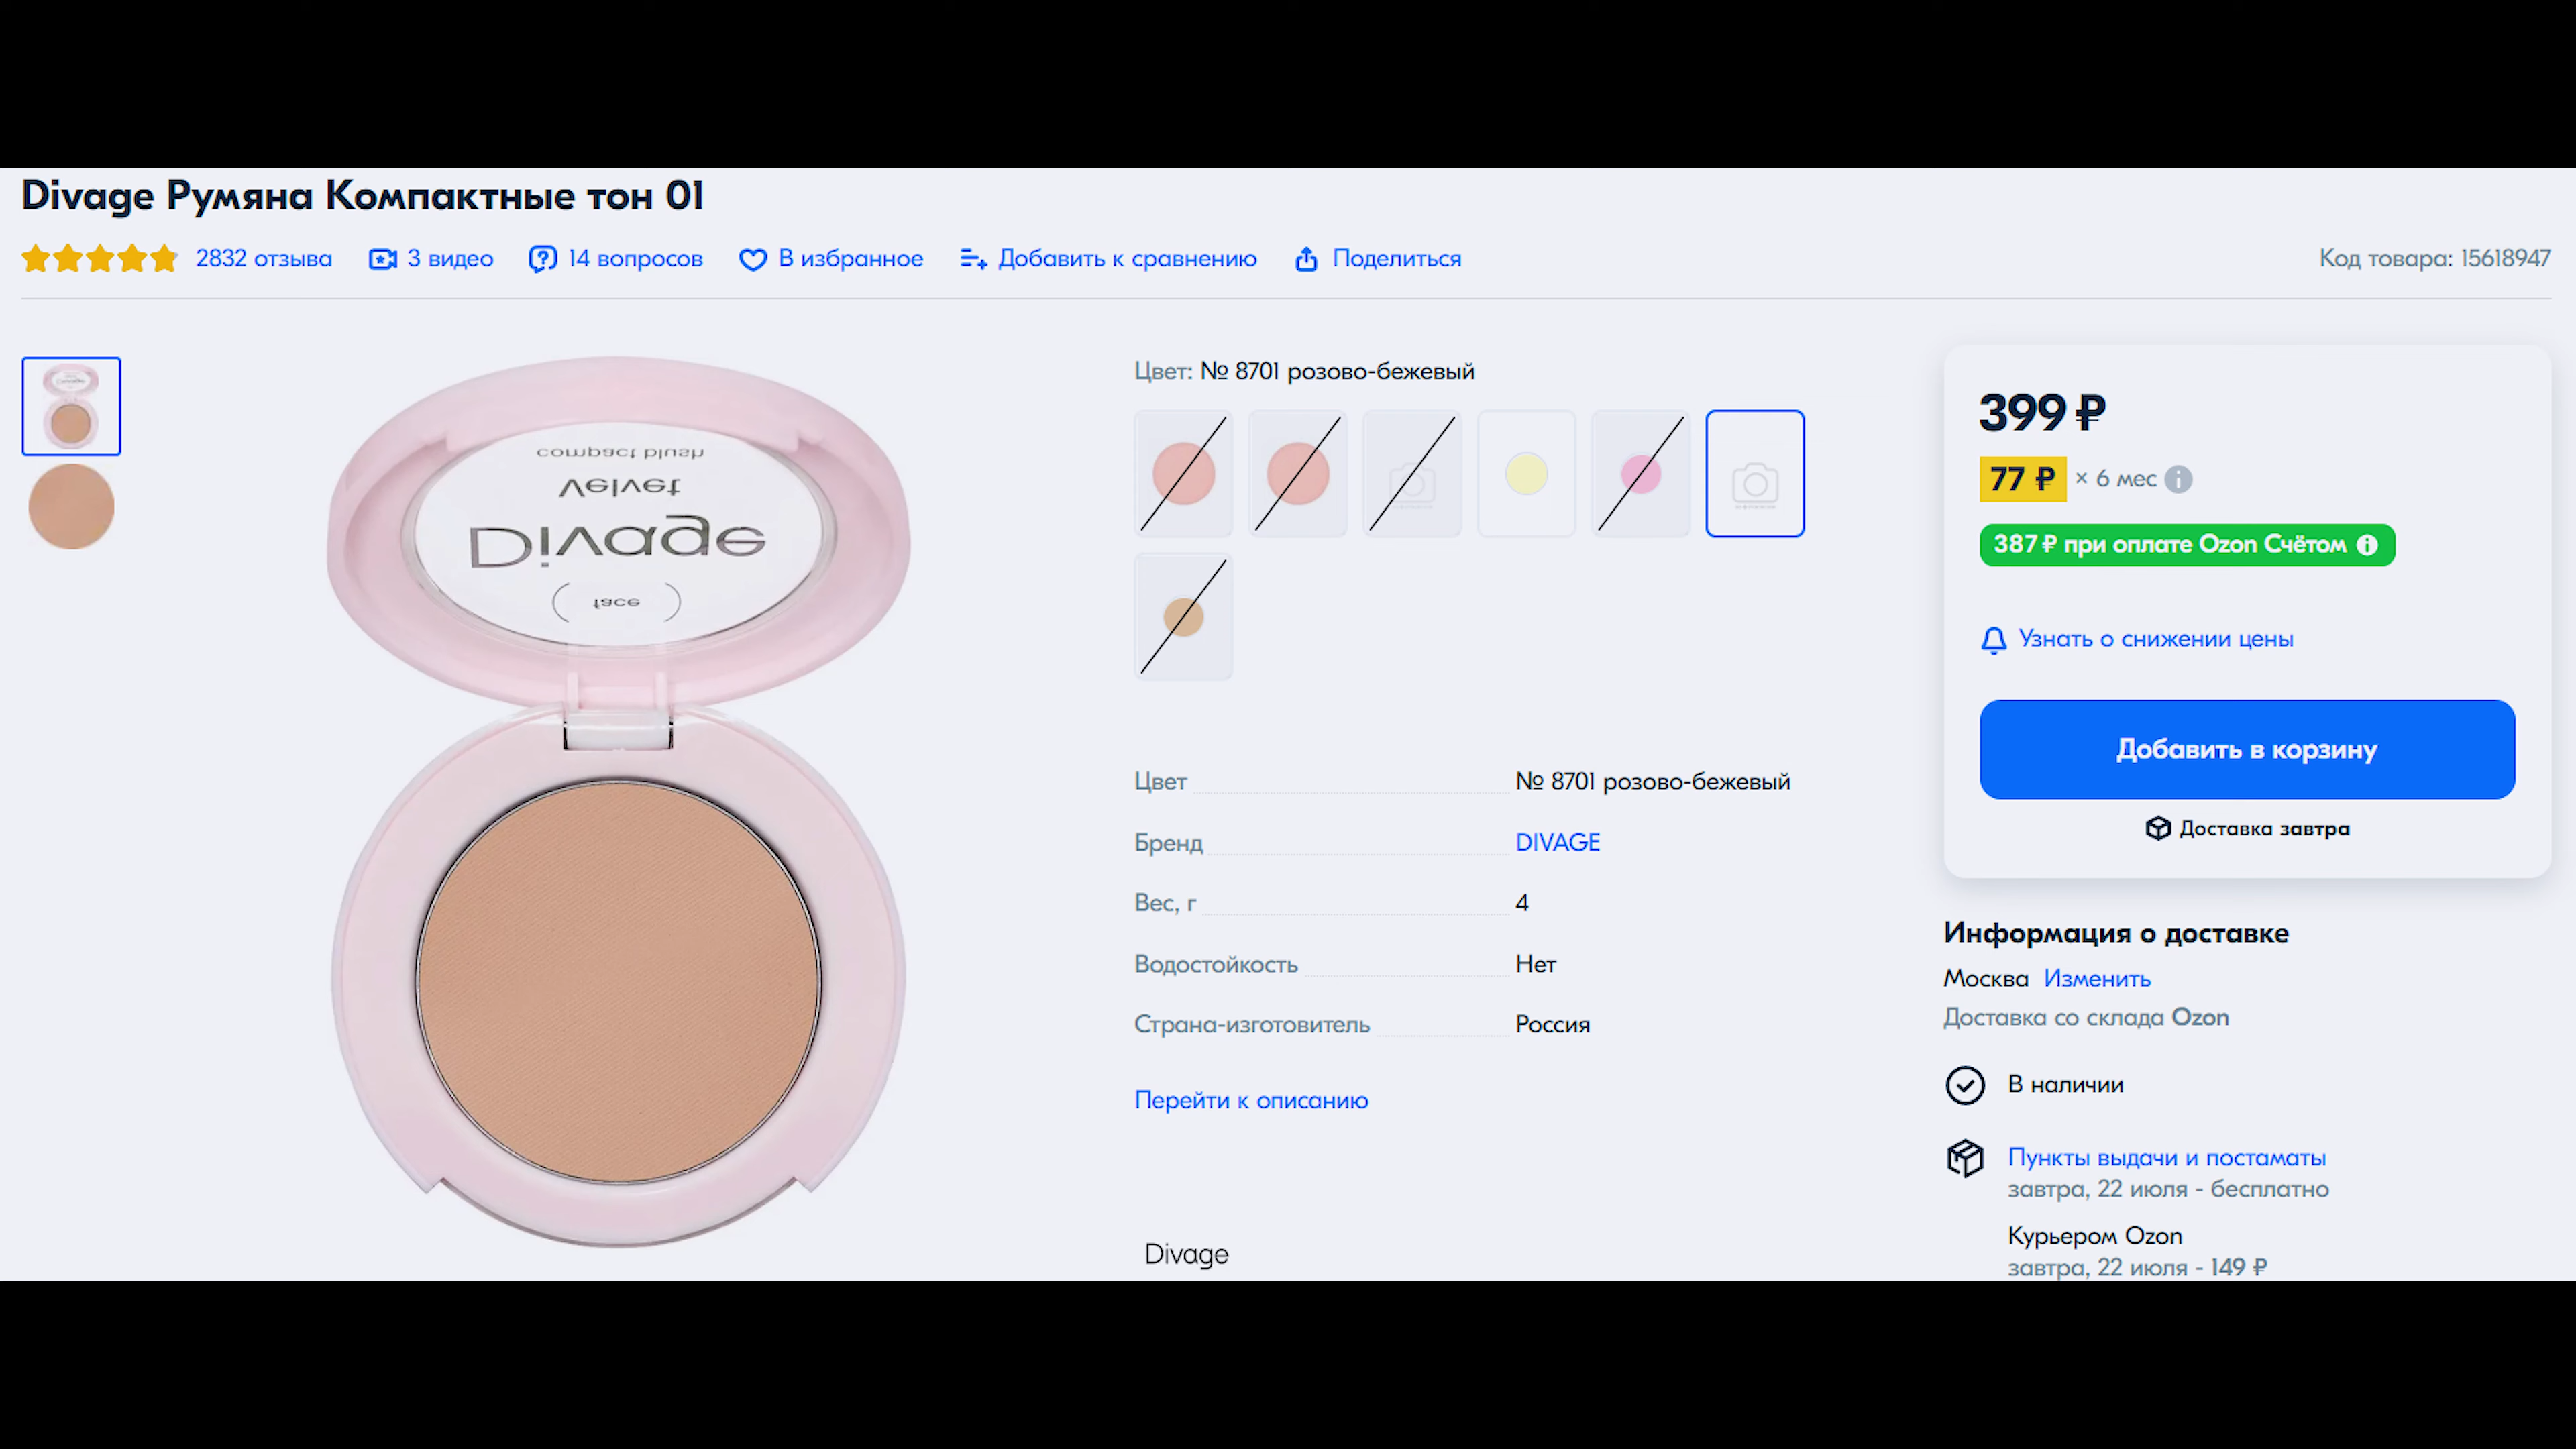 Divage Румяна Компактные тон 01
2832 отзыва
3 видео
14 вопросов
В избранное
Добавить к сравнению
Поделиться
Код товара: 15618947
compact blush
Velvet
Divage
face
Цвет: № 8701 розово-бежевый
Цвет № 8701 розово-бежевый
Бренд DIVAGE
Вес, г 4
Водостойкость Нет
Страна-изготовитель Россия
Перейти к описанию
Divage
399 ₽
77 ₽ × 6 мес
387 ₽ при оплате Ozon Счётом
Узнать о снижении цены
Добавить в корзину
Доставка завтра
Информация о доставке
Москва Изменить
Доставка со склада Ozon
В наличии
Пункты выдачи и постаматы
завтра, 22 июля - бесплатно
Курьером Ozon
завтра, 22 июля - 149 ₽